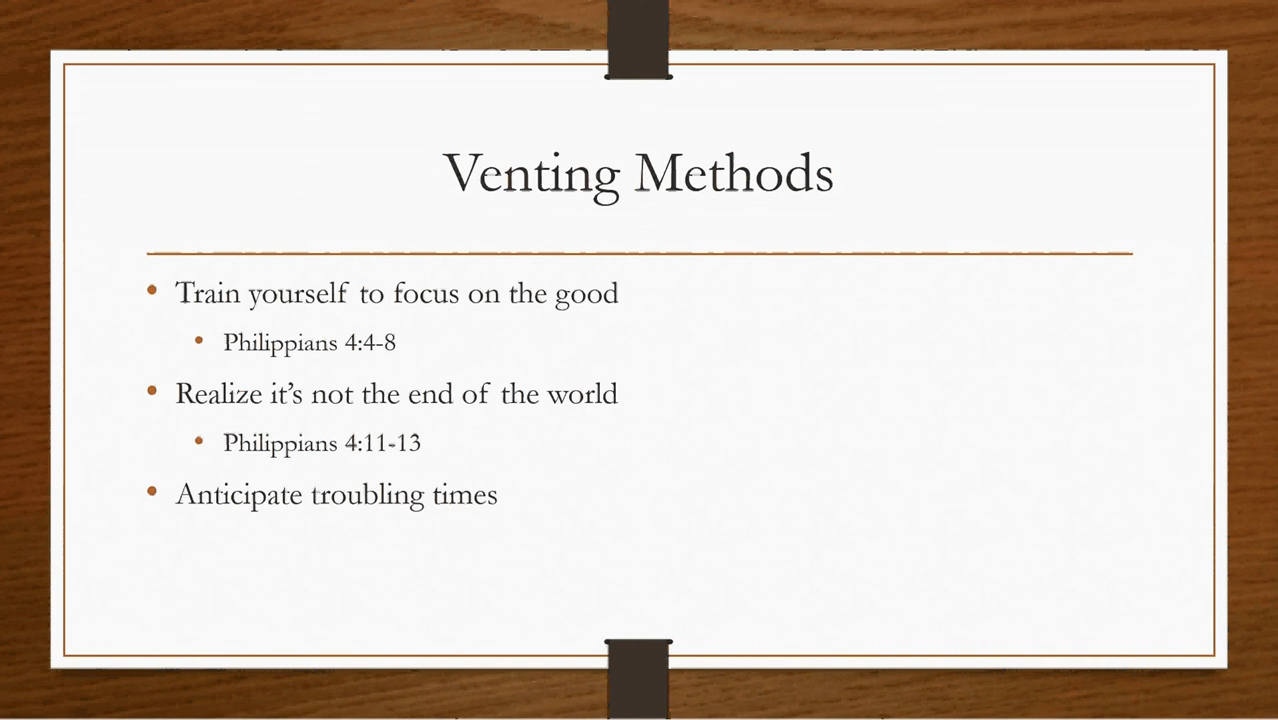 Venting Methods
• Train yourself to focus on the good
• Philippians 4:4-8
• Realize it’s not the end of the world
• Philippians 4:11-13
• Anticipate troubling times